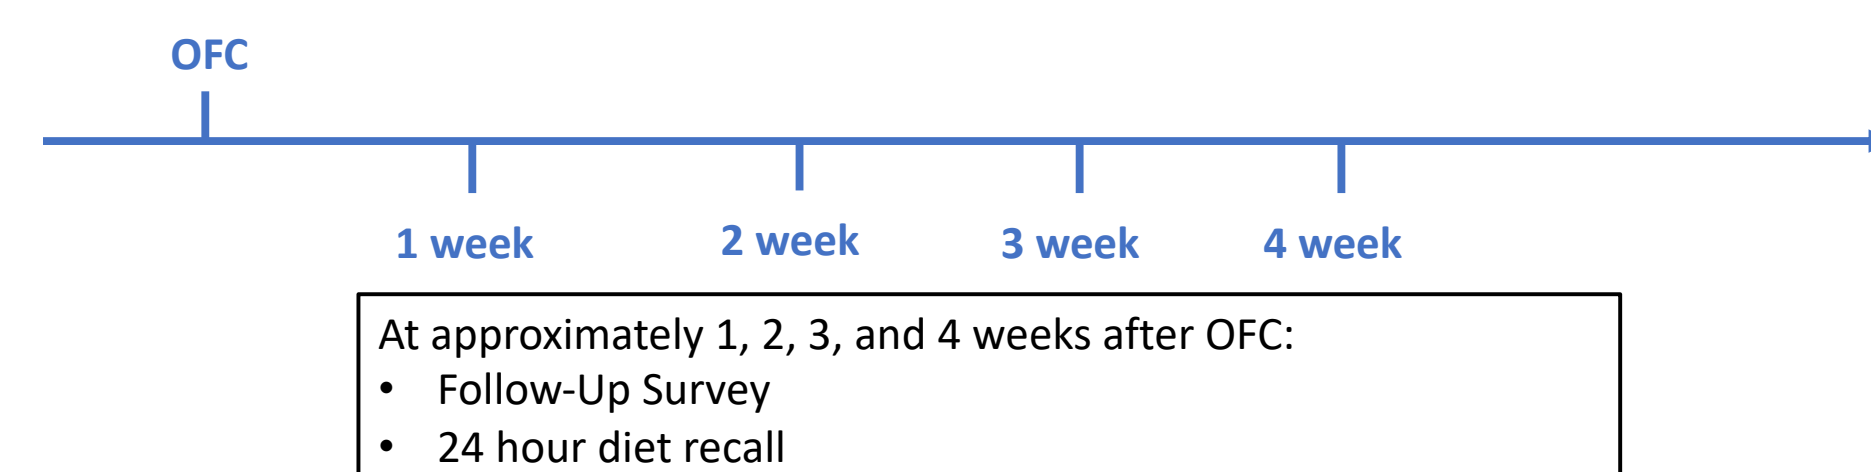 OFC
1 week 2 week 3 week 4 week
At approximately 1, 2, 3, and 4 weeks after OFC:
• Follow-Up Survey
• 24 hour diet recall